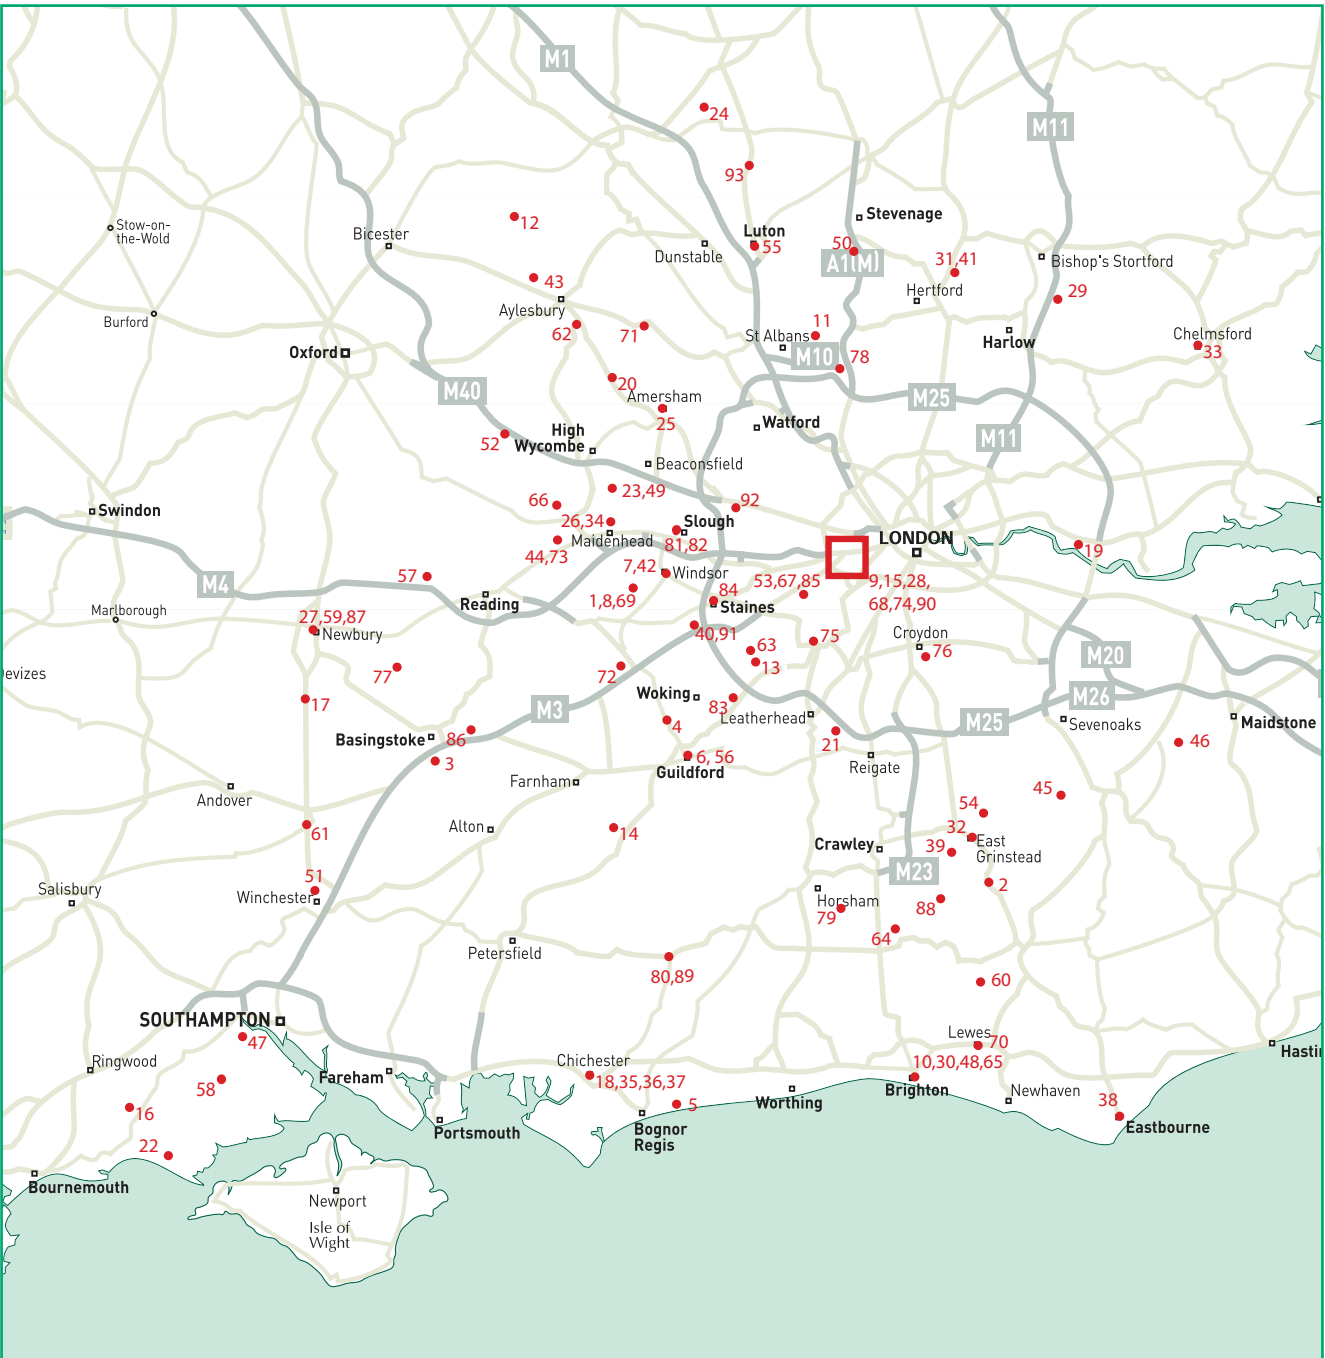 M1
24
M11
93
12
Stow-on-
the-Wold
Stevenage
Bicester
Luton
55
50
Dunstable
A1(M)
31,41
Bishop's Stortford
43
Hertford
29
Aylesbury
Burford
62
71
11
St Albans
Harlow
Chelmsford
33
Oxford
M10
78
20
M40
Amersham
M25
25
Watford
High
Wycombe
52
M11
Beaconsfield
66
23,49
92
Swindon
26,34
Slough
Maidenhead
81,82
LONDON
44,73
19
7,42
Windsor
57
M4
53,67,85
9,15,28,
68,74,90
1,8,69
84
Staines
Reading
Marlborough
27,59,87
Newbury
40,91
75
Croydon
76
63
13
M20
evizes
77
72
Woking
M26
17
83
M3
Leatherhead
M25
Sevenoaks
Maidstone
4
Basingstoke
86
21
46
3
6, 56
Guildford
Reigate
Farnham
Andover
45
54
61
Alton
14
32
East
Grinstead
Crawley
39
M23
51
Salisbury
Winchester
2
Horsham
79
88
64
Petersfield
80,89
60
SOUTHAMPTON
47
Lewes
70
Hastin
Ringwood
Chichester
10,30,48,65
Fareham
18,35,36,37
58
Brighton
Newhaven
16
5
Worthing
38
Portsmouth
Bognor
Regis
Eastbourne
22
Bournemouth
Newport
Isle of
Wight